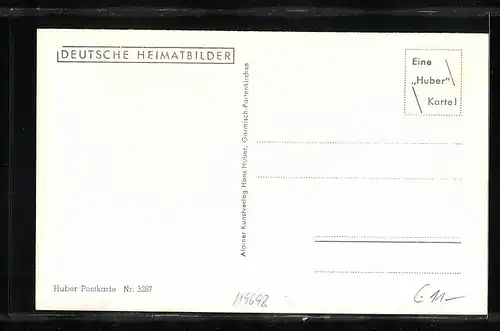 DEUTSCHE HEIMATBILDER
Eine
„Huber"
Karte!
Alpiner Kunstverlag Hans Huber, Garmisch-Partenkirchen
Huber Postkarte Nr. 5287